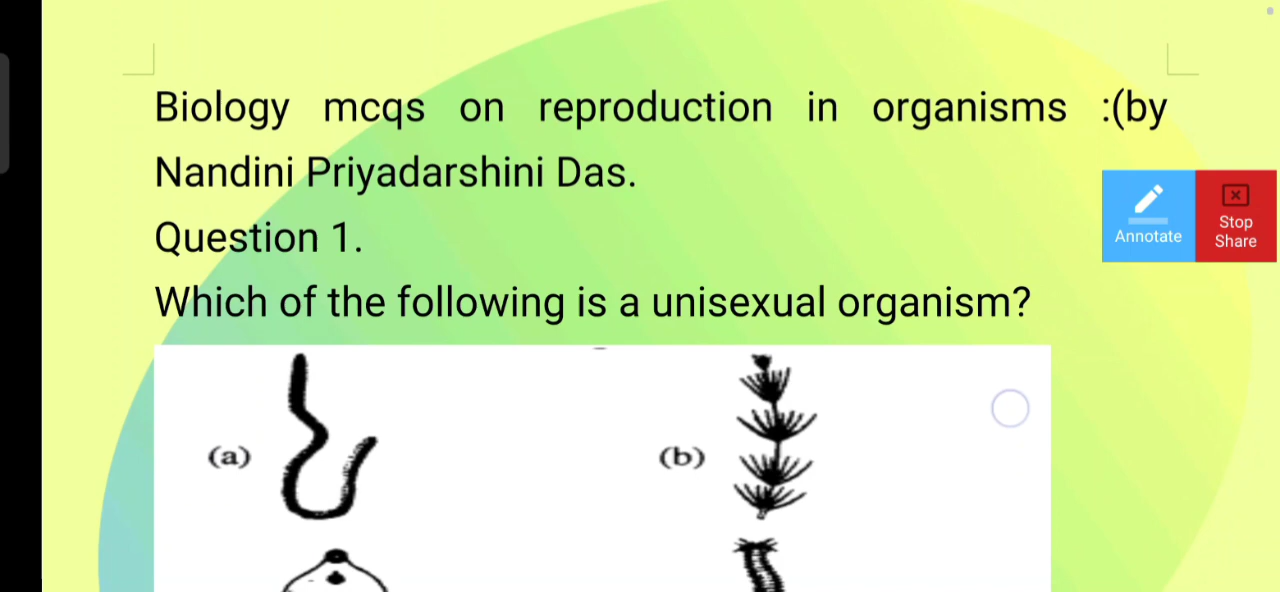 Biology mcqs on reproduction in organisms :(by
Nandini Priyadarshini Das.
Question 1.
Which of the following is a unisexual organism?
Annotate
Stop
Share
(a)
(b)